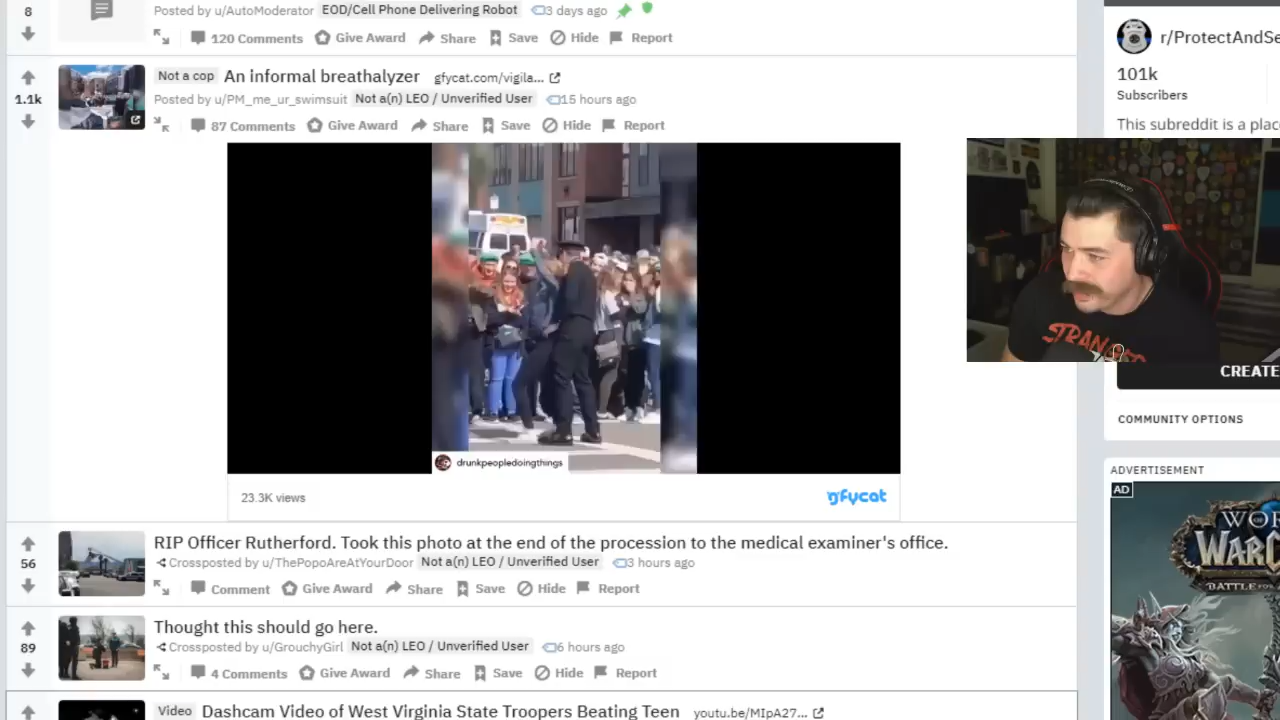 8
Posted by u/AutoModerator EOD/Cell Phone Delivering Robot 3 days ago
120 Comments Give Award Share Save Hide Report
Not a cop An informal breathalyzer gfycat.com/vigila...
1.1k
Posted by u/PM_me_ur_swimsuit Not a(n) LEO / Unverified User 15 hours ago
87 Comments Give Award Share Save Hide Report
drunkpeopledoingthings
23.3K views
gfycat
RIP Officer Rutherford. Took this photo at the end of the procession to the medical examiner's office.
56
Crossposted by u/ThePopoAreAtYourDoor Not a(n) LEO / Unverified User 3 hours ago
Comment Give Award Share Save Hide Report
Thought this should go here.
89
Crossposted by u/GrouchyGirl Not a(n) LEO / Unverified User 6 hours ago
4 Comments Give Award Share Save Hide Report
Video Dashcam Video of West Virginia State Troopers Beating Teen youtu.be/MIpA27...
r/ProtectAndSe
101k
Subscribers
This subreddit is a place
CREATE
COMMUNITY OPTIONS
ADVERTISEMENT
AD
WO
WARC
BATTLE FOR